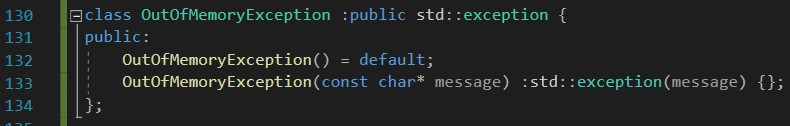 130 class OutOfMemoryException :public std::exception {
131 public:
132 OutOfMemoryException() = default;
133 OutOfMemoryException(const char* message) :std::exception(message) {};
134 };